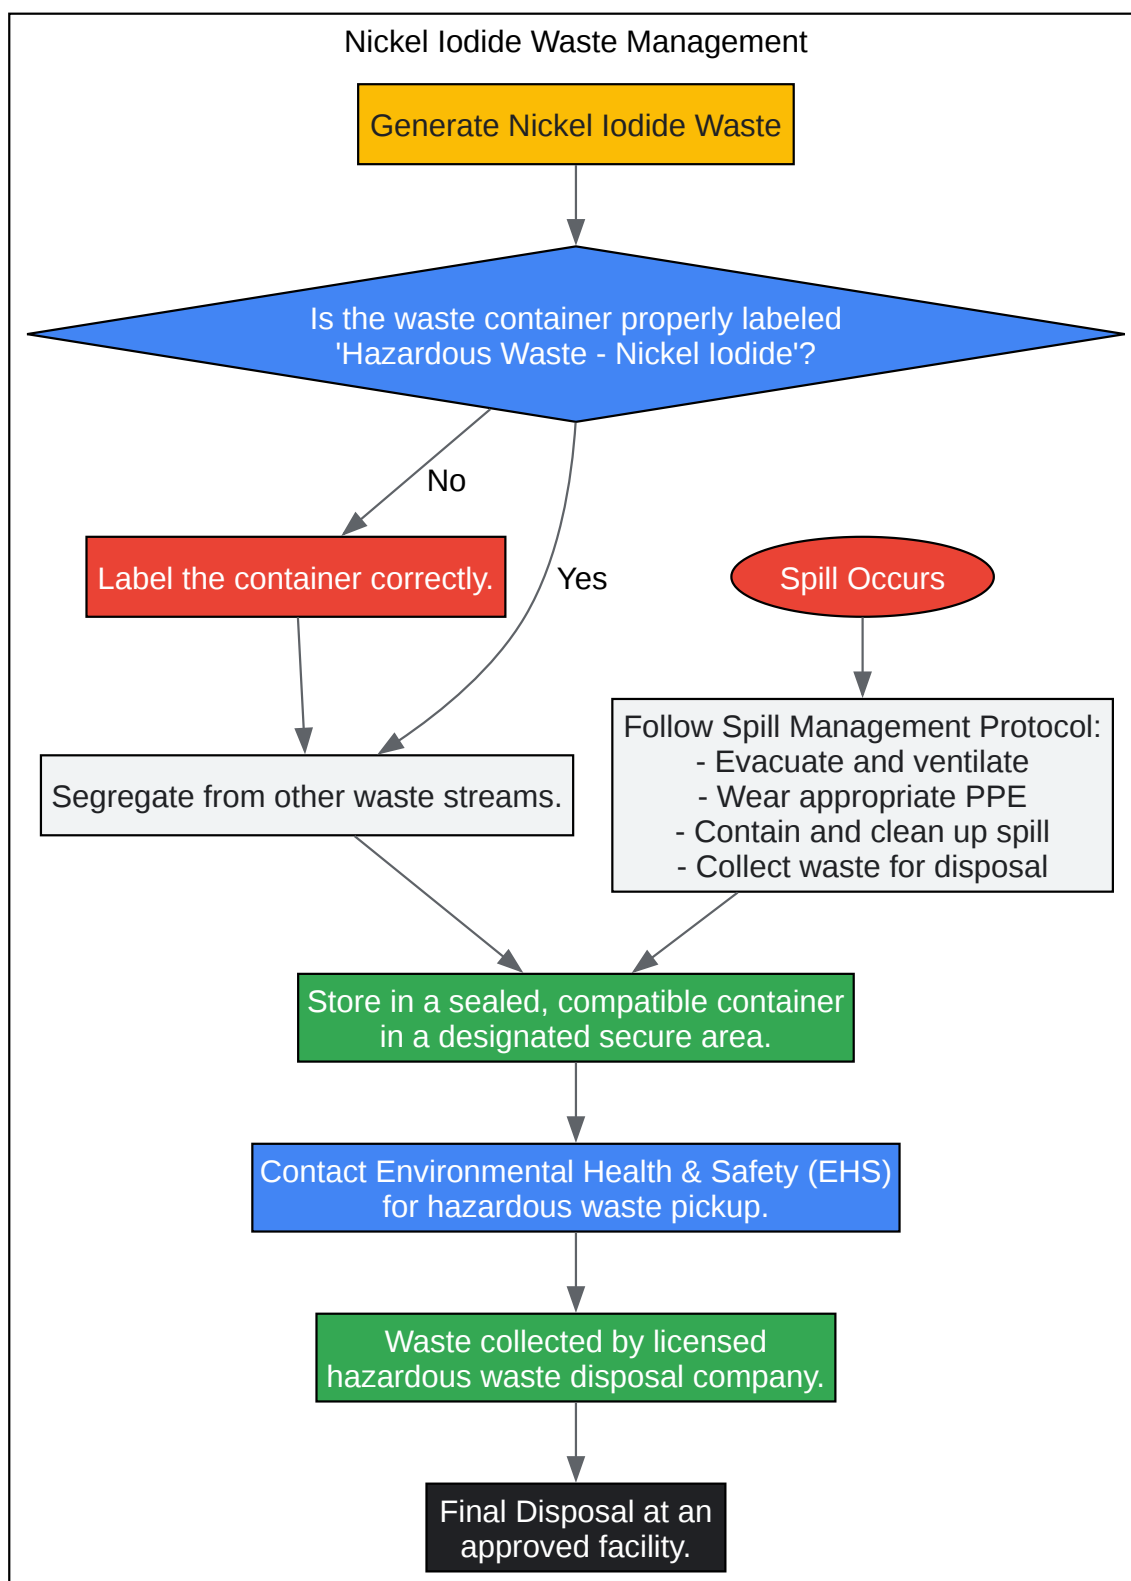 Nickel Iodide Waste Management
Generate Nickel Iodide Waste
Is the waste container properly labeled
'Hazardous Waste - Nickel Iodide'?
No
Yes
Label the container correctly.
Spill Occurs
Segregate from other waste streams.
Follow Spill Management Protocol:
- Evacuate and ventilate
- Wear appropriate PPE
- Contain and clean up spill
- Collect waste for disposal
Store in a sealed, compatible container
in a designated secure area.
Contact Environmental Health & Safety (EHS)
for hazardous waste pickup.
Waste collected by licensed
hazardous waste disposal company.
Final Disposal at an
approved facility.